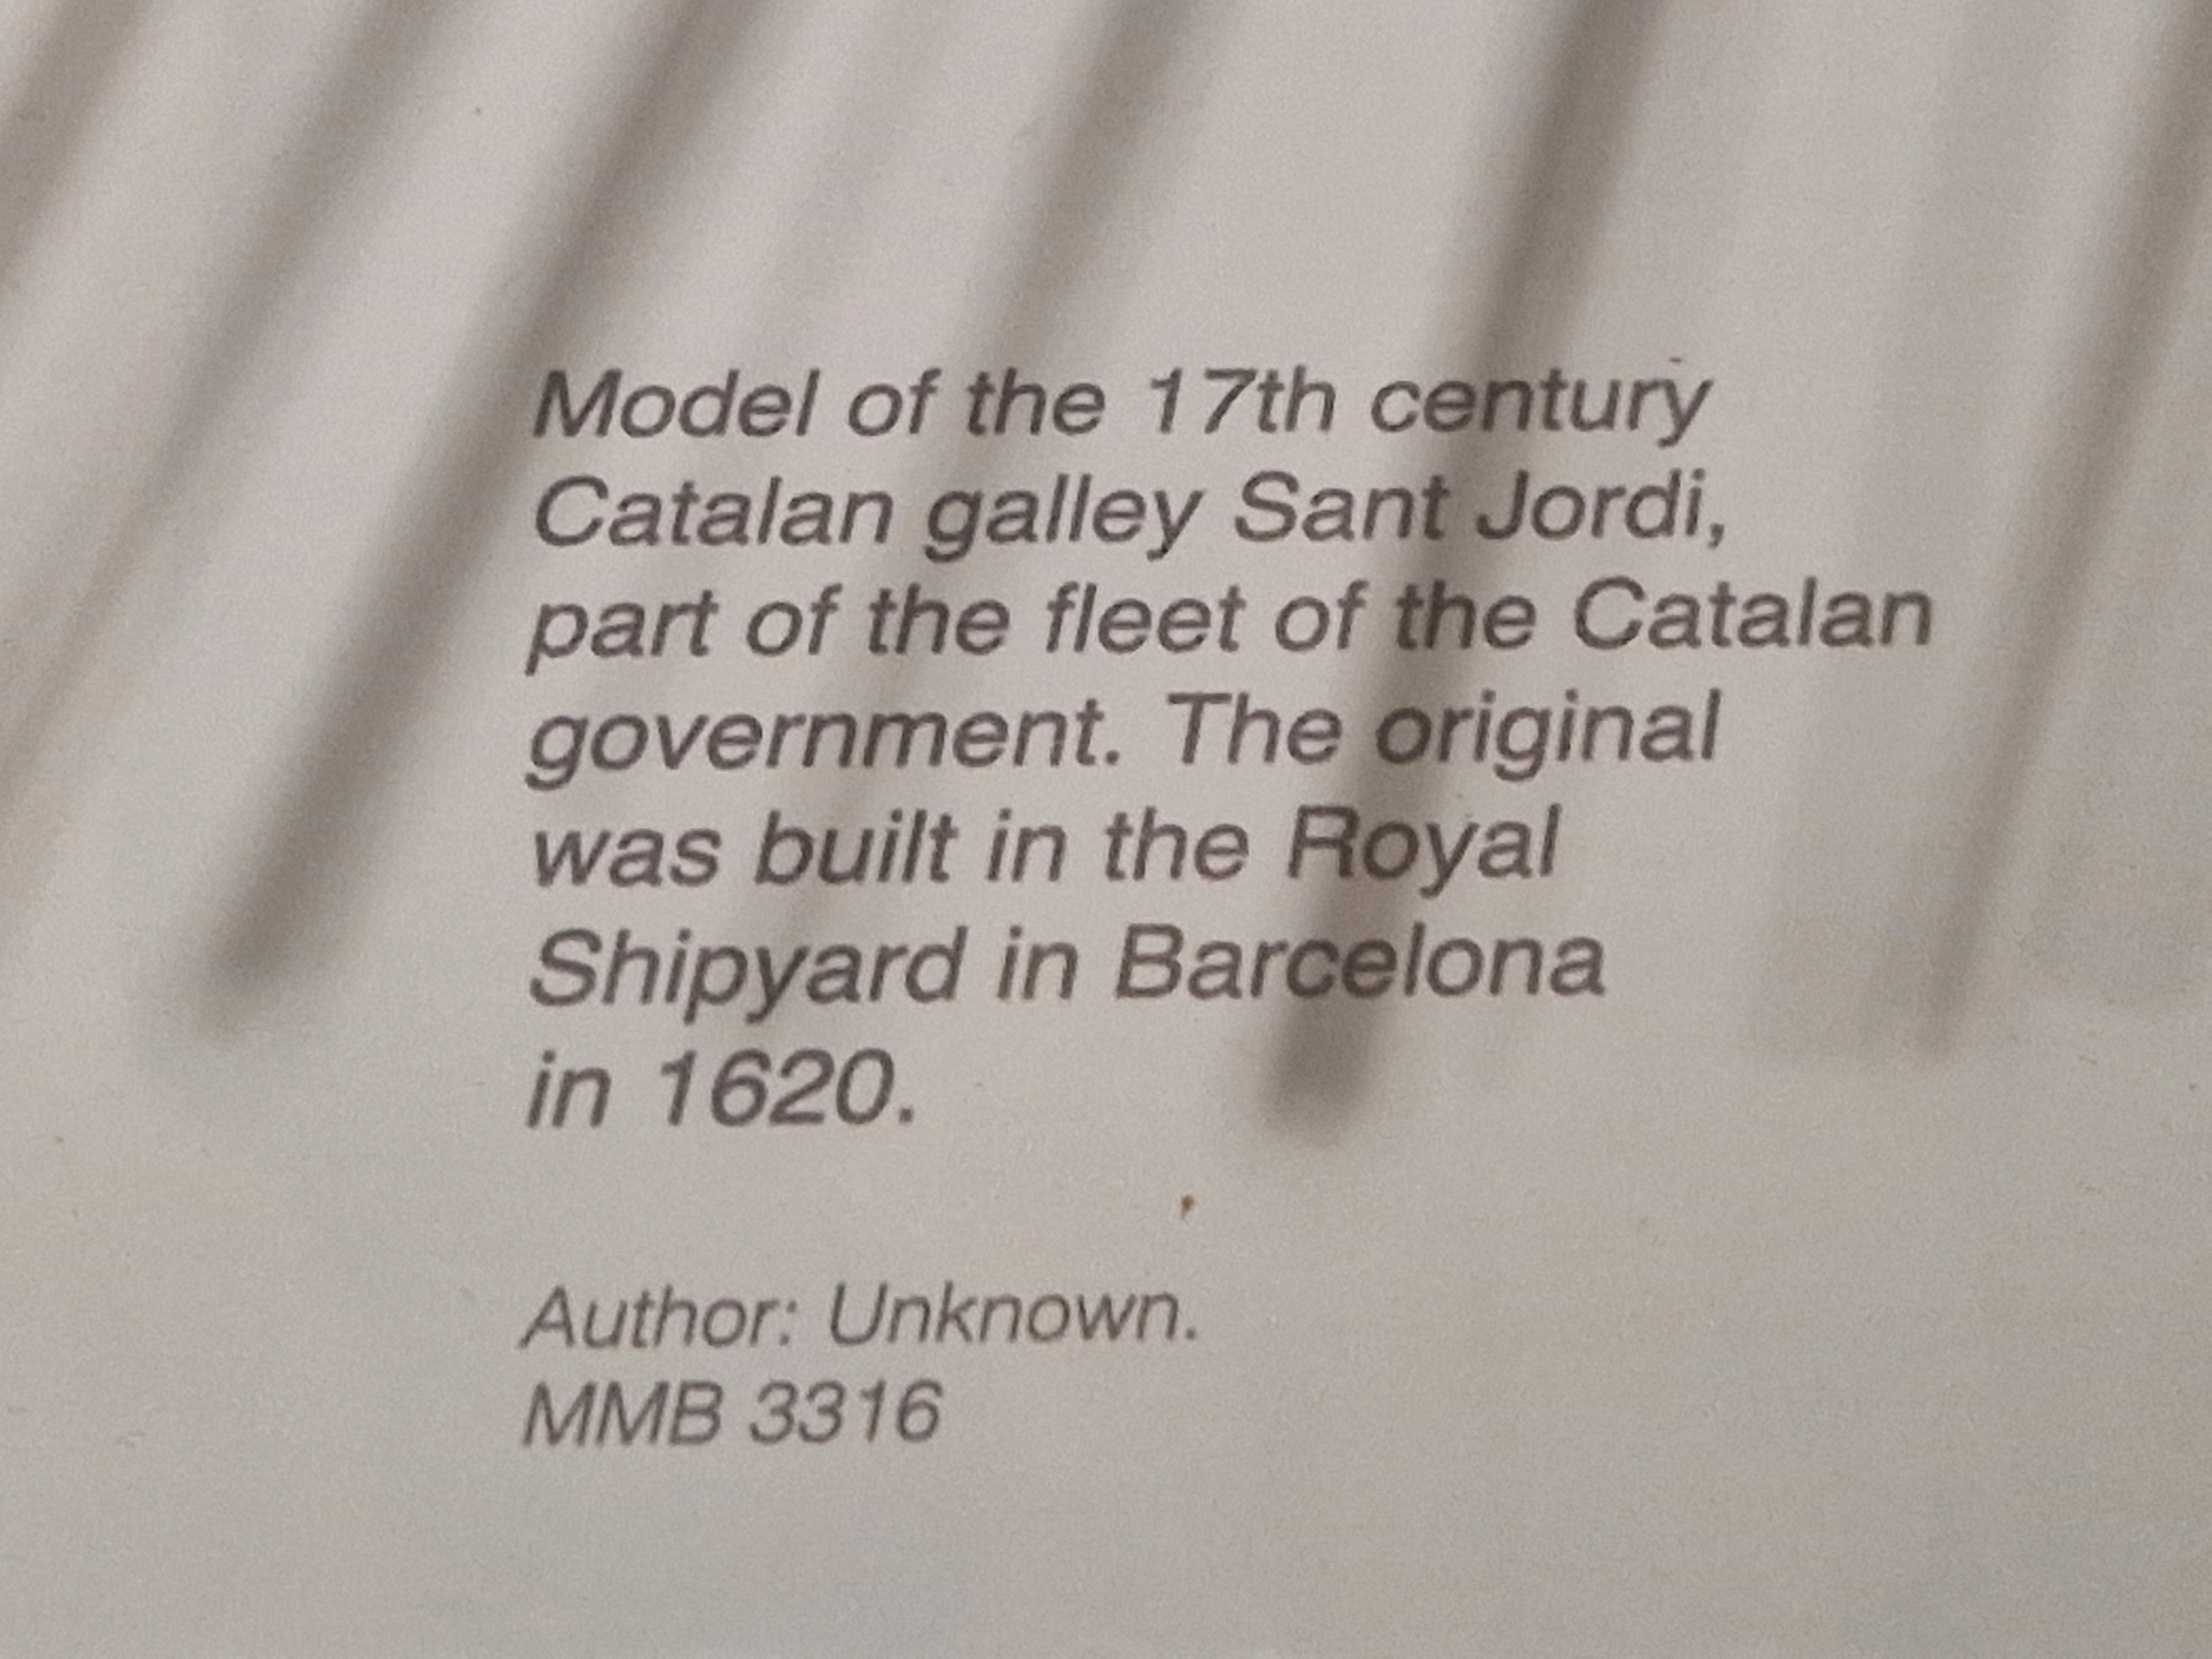 Model of the 17th century
Catalan galley Sant Jordi,
part of the fleet of the Catalan
government. The original
was built in the Royal
Shipyard in Barcelona
in 1620.
Author: Unknown.
MMB 3316